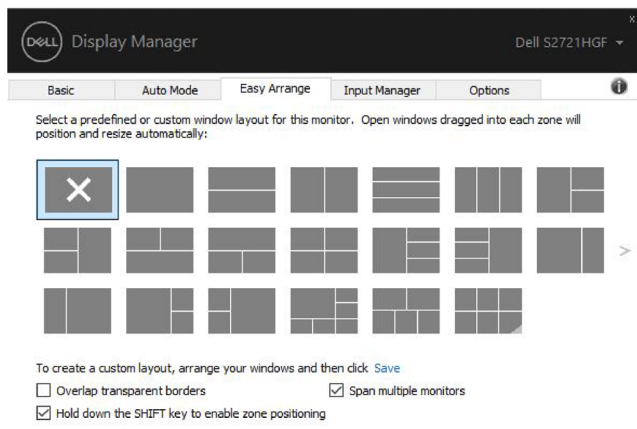 x
DELL Display Manager
Dell S2721HGF
Basic Auto Mode Easy Arrange Input Manager Options i
Select a predefined or custom window layout for this monitor. Open windows dragged into each zone will
position and resize automatically:
>
To create a custom layout, arrange your windows and then click Save
Overlap transparent borders
Span multiple monitors
Hold down the SHIFT key to enable zone positioning